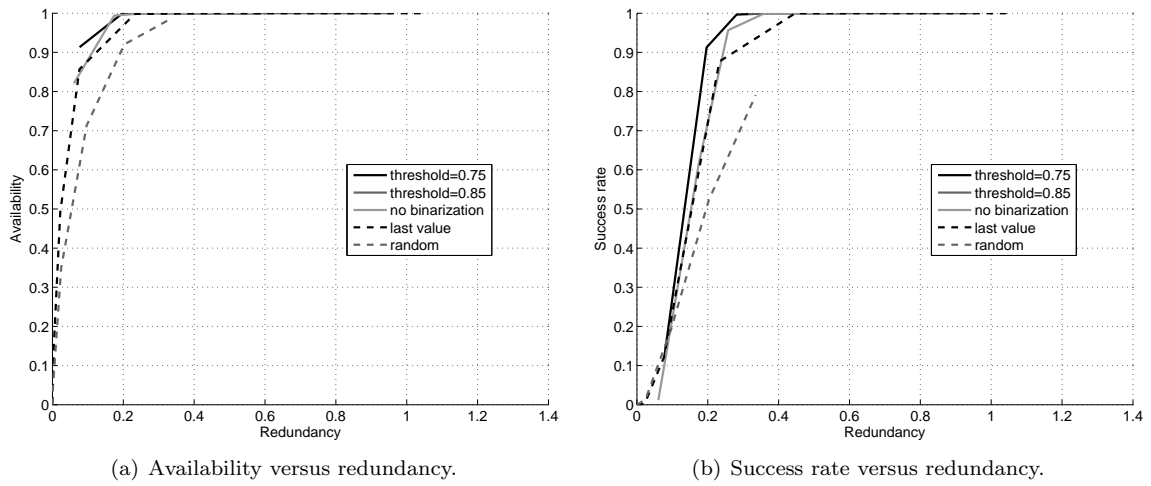 1
0.9
0.8
0.7
0.6
0.5
0.4
0.3
0.2
0.1
0
Availability
threshold=0.75
threshold=0.85
no binarization
last value
random
0 0.2 0.4 0.6 0.8 1 1.2 1.4
Redundancy
(a) Availability versus redundancy.
1
0.9
0.8
0.7
0.6
0.5
0.4
0.3
0.2
0.1
0
Success rate
threshold=0.75
threshold=0.85
no binarization
last value
random
0 0.2 0.4 0.6 0.8 1 1.2 1.4
Redundancy
(b) Success rate versus redundancy.